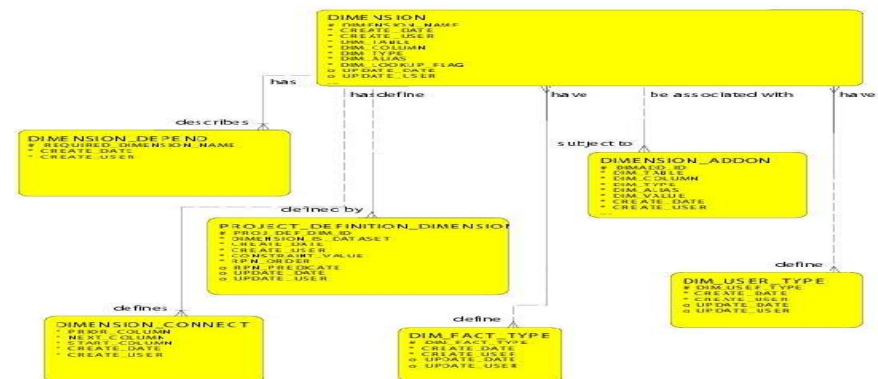 DIMENSION
# DIMENSION_NAME
* CREATE_DATE
* CREATE_USER
* DIM_TABLE
* DIM_COLUMN
* DIM_TYPE
* DIM_ALIAS
* DIM_LOOKUP_FLAG
o UPDATE_DATE
o UPDATE_USER
has
has
define
have
be associated with
have
describes
DIMENSION_DEPEND
# REQUIRED_DIMENSION_NAME
* CREATE_DATE
* CREATE_USER
subject to
DIMENSION_ADDON
# DIMADD_ID
* DIM_TABLE
* DIM_COLUMN
* DIM_TYPE
* DIM_ALIAS
* DIM_VALUE
* CREATE_DATE
* CREATE_USER
defined by
PROJECT_DEFINITION_DIMENSION
# PROJ_DEF_DIM_ID
* DIMENSION_IS_DATASET
* CREATE_DATE
* CREATE_USER
* CONSTRAINT_VALUE
* RPN_ORDER
o RPN_PREDICATE
o UPDATE_DATE
o UPDATE_USER
define
DIM_USER_TYPE
# DIM_USER_TYPE
* CREATE_DATE
* CREATE_USER
o UPDATE_DATE
o UPDATE_USER
defines
DIMENSION_CONNECT
* PRIOR_COLUMN
* NEXT_COLUMN
* START_COLUMN
* CREATE_DATE
* CREATE_USER
define
DIM_FACT_TYPE
# DIM_FACT_TYPE
* CREATE_DATE
* CREATE_USER
o UPDATE_DATE
o UPDATE_USER